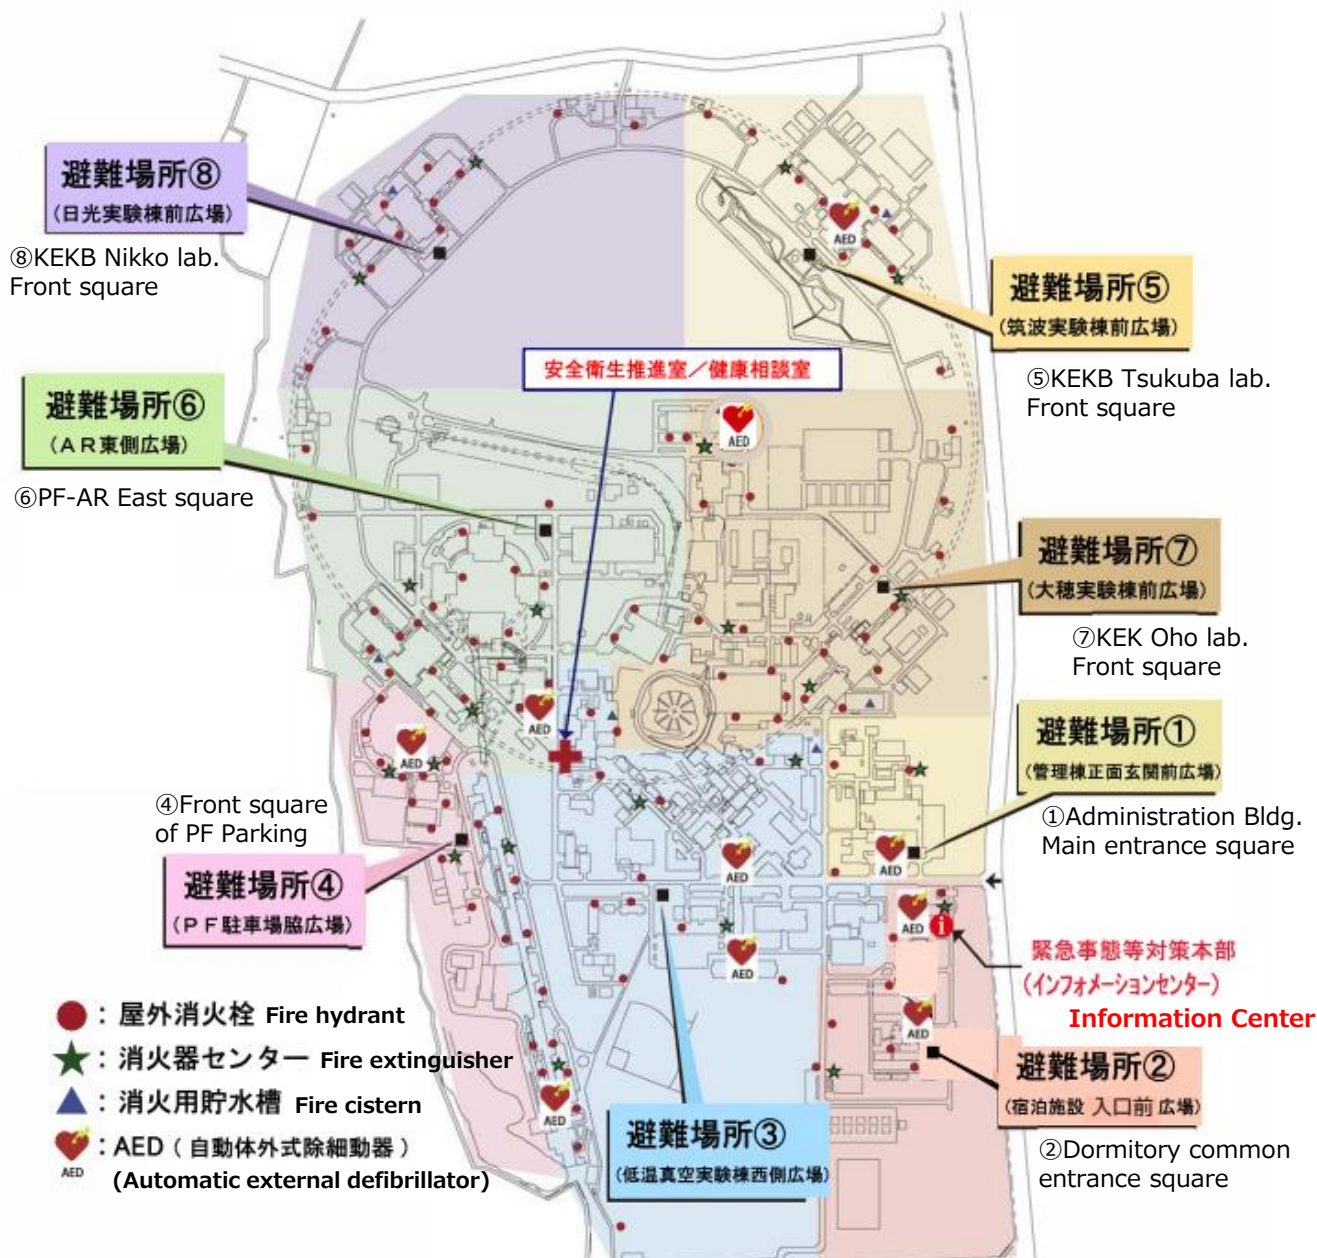 避難場所⑧
(日光実験棟前広場)
⑧KEKB Nikko lab.
Front square
AED
避難場所⑤
(筑波実験棟前広場)
⑤KEKB Tsukuba lab.
Front square
安全衛生推進室／健康相談室
避難場所⑥
(AR東側広場)
⑥PF-AR East square
AED
避難場所⑦
(大穂実験棟前広場)
⑦KEK Oho lab.
Front square
AED
AED
避難場所①
(管理棟正面玄関前広場)
①Administration Bldg.
Main entrance square
④Front square
of PF Parking
避難場所④
(PF駐車場脇広場)
AED
AED
AED
AED
i
緊急事態等対策本部
(インフォメーションセンター)
Information Center
AED
避難場所②
(宿泊施設 入口前 広場)
②Dormitory common
entrance square
AED
避難場所③
(低温真空実験棟西側広場)
：屋外消火栓 Fire hydrant
：消火器センター Fire extinguisher
：消火用貯水槽 Fire cistern
AED
：AED (自動体外式除細動器)
(Automatic external defibrillator)